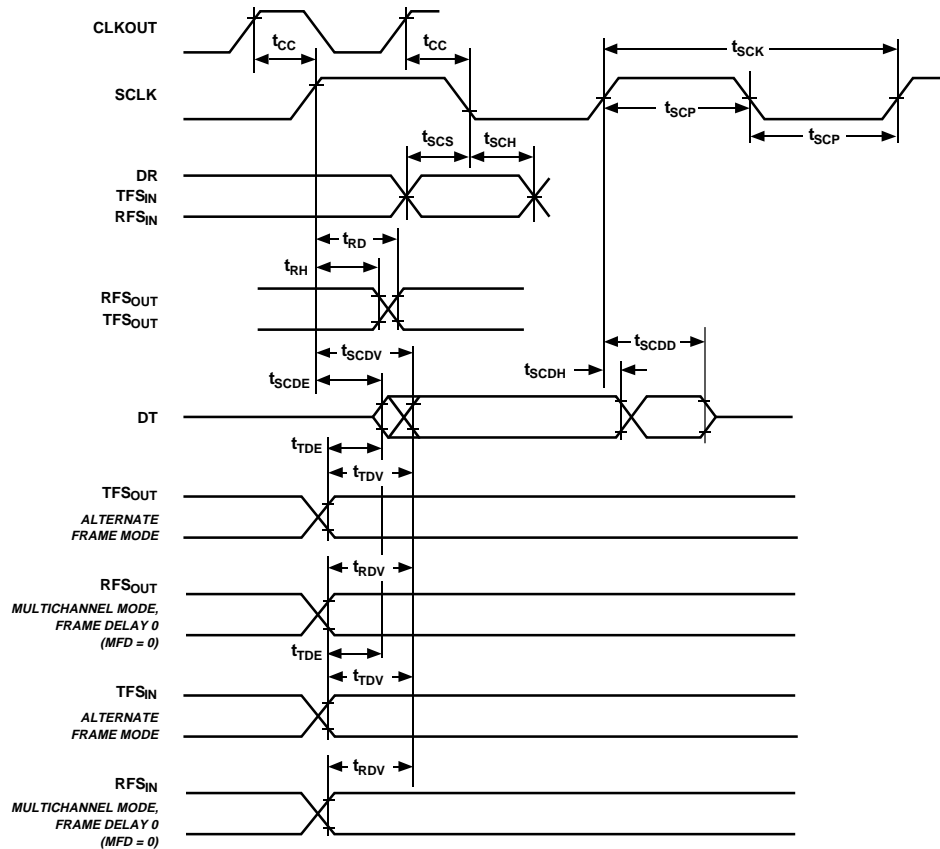 CLKOUT
tCC
tCC
tSCK
SCLK
tSCP
tSCP
tSCS
tSCH
DR
TFSIN
RFSIN
tRD
tRH
RFSOUT
TFSOUT
tSCDV
tSCDD
tSCDE
tSCDH
DT
tTDE
tTDV
TFSOUT
ALTERNATE
FRAME MODE
tRDV
RFSOUT
MULTICHANNEL MODE,
FRAME DELAY 0
(MFD = 0)
tTDE
tTDV
TFSIN
ALTERNATE
FRAME MODE
tRDV
RFSIN
MULTICHANNEL MODE,
FRAME DELAY 0
(MFD = 0)